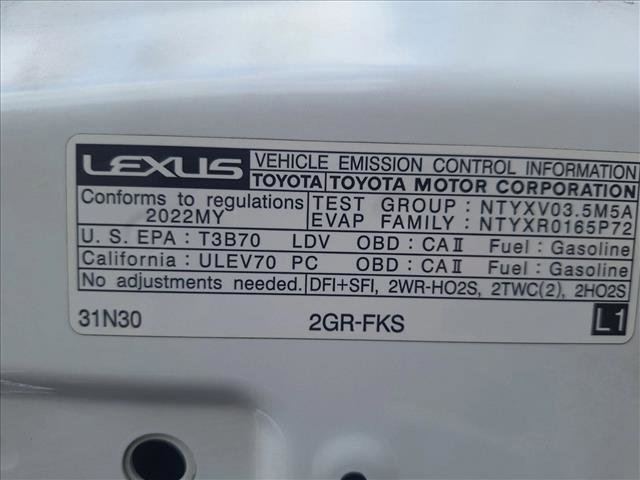 LEXUS VEHICLE EMISSION CONTROL INFORMATION
TOYOTA TOYOTA MOTOR CORPORATION
Conforms to regulations TEST GROUP : NTYXV03.5M5A
2022MY EVAP FAMILY : NTYXR0165P72
U. S. EPA : T3B70 LDV OBD : CAⅡ Fuel : Gasoline
California : ULEV70 PC OBD : CAⅡ Fuel : Gasoline
No adjustments needed. DFI+SFI, 2WR-HO2S, 2TWC(2), 2HO2S
31N30 2GR-FKS L1